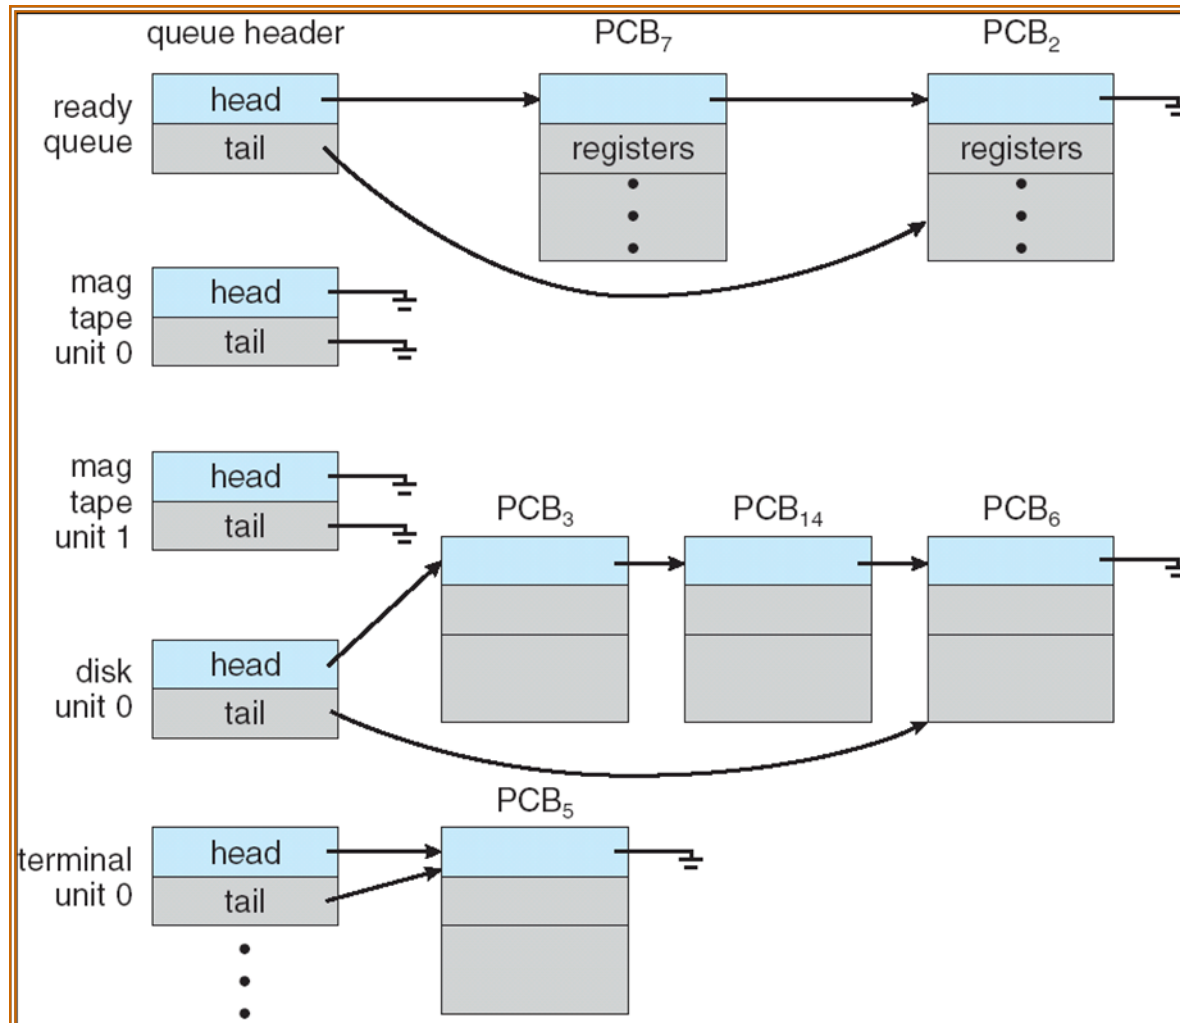 queue header
PCB₇
PCB₂
ready
queue
head
tail
registers
registers
mag
tape
unit 0
head
tail
mag
tape
unit 1
head
tail
PCB₃
PCB₁₄
PCB₆
disk
unit 0
head
tail
PCB₅
terminal
unit 0
head
tail